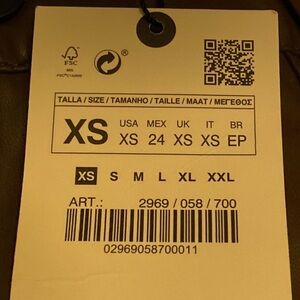 FSC
TALLA / SIZE / TAMANHO / TAILLE / MAAT / ΜΕΓΕΘΟΣ
XS
USA MEX UK IT BR
XS 24 XS XS EP
XS S M L XL XXL
ART.: 2969 / 058 / 700
02969058700011